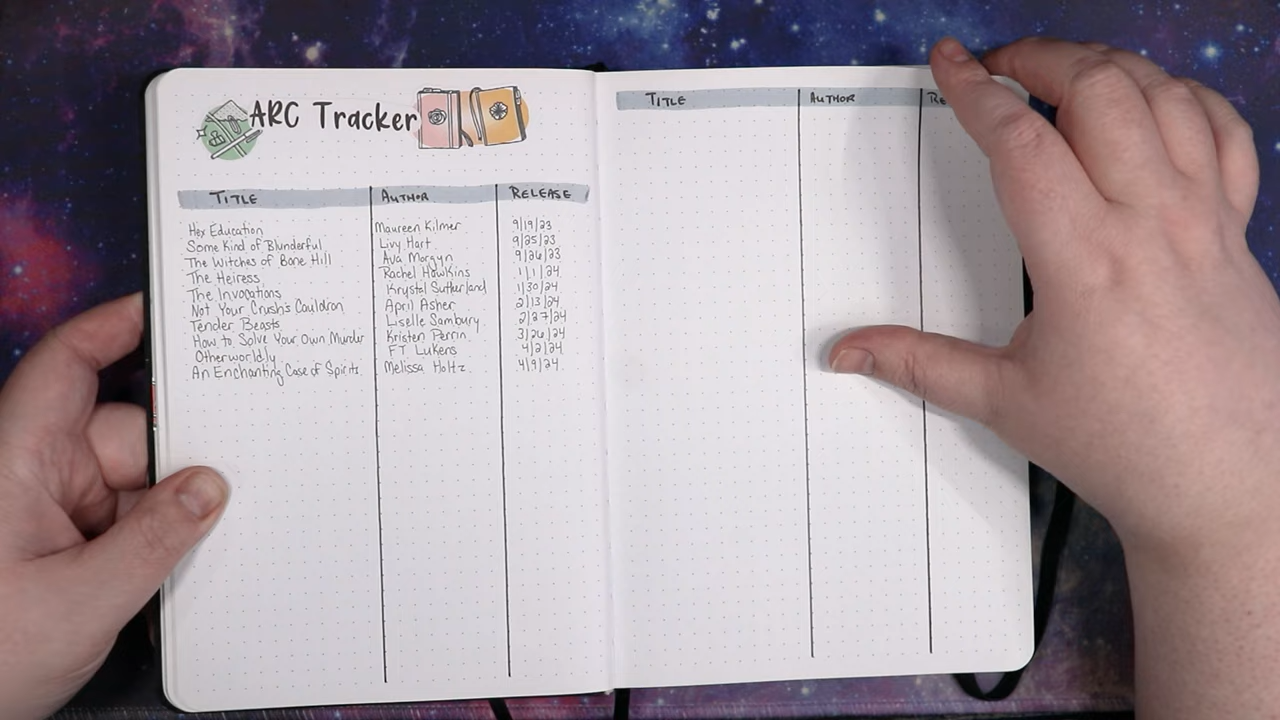 ARC Tracker
TITLE AUTHOR RELEASE
Hex Education Maureen Kilmer 9/19/23
Some Kind of Blunderful Livy Hart 9/25/23
The Witches of Bone Hill Ava Morgyn 9/26/23
The Heiress Rachel Hawkins 1/1/24
The Invocations Krystal Sutherland 1/30/24
Not Your Crush's Cauldron April Asher 2/13/24
Tender Beasts Liselle Sambury 2/27/24
How to Solve Your Own Murder Kristen Perrin 3/26/24
Otherworldly FT Lukens 4/2/24
An Enchanting Case of Spirits Melissa Holtz 4/9/24
TITLE AUTHOR RE